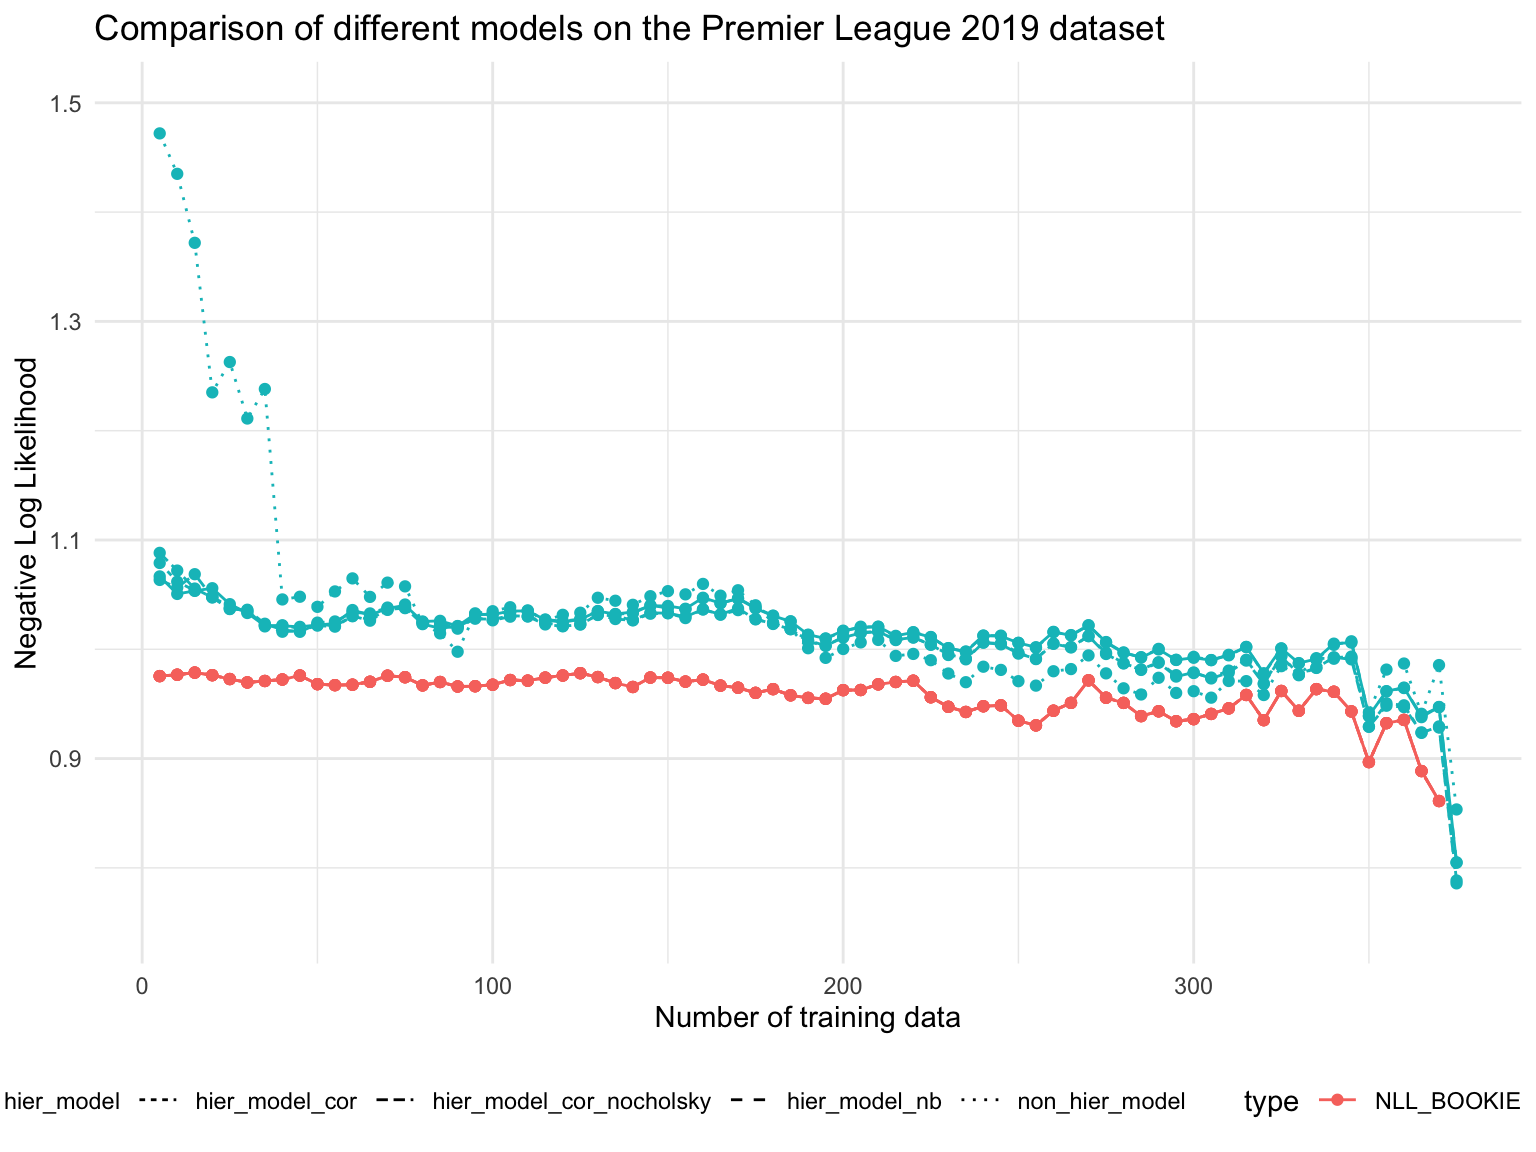 Comparison of different models on the Premier League 2019 dataset
1.5
1.3
1.1
0.9
Negative Log Likelihood
0 100 200 300
Number of training data
hier_model hier_model_cor hier_model_cor_nocholsky hier_model_nb non_hier_model type NLL_BOOKIE